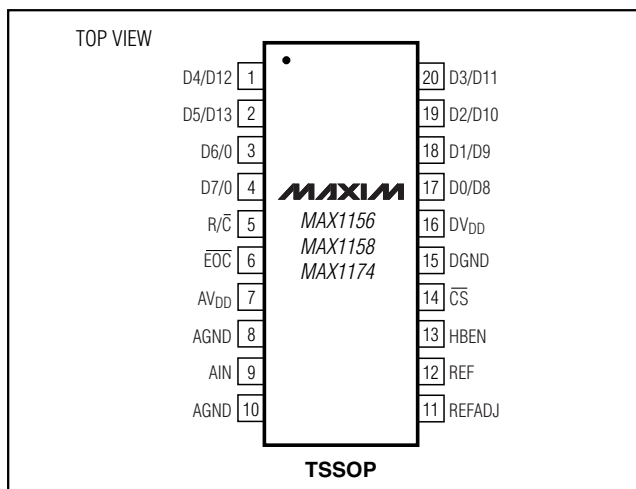 TOP VIEW
D4/D12 1
D5/D13 2
D6/0 3
D7/0 4
R/C̅ 5
E̅O̅C̅ 6
AVDD 7
AGND 8
AIN 9
AGND 10
MAXIM
MAX1156
MAX1158
MAX1174
20 D3/D11
19 D2/D10
18 D1/D9
17 D0/D8
16 DVDD
15 DGND
14 C̅S̅
13 HBEN
12 REF
11 REFADJ
TSSOP